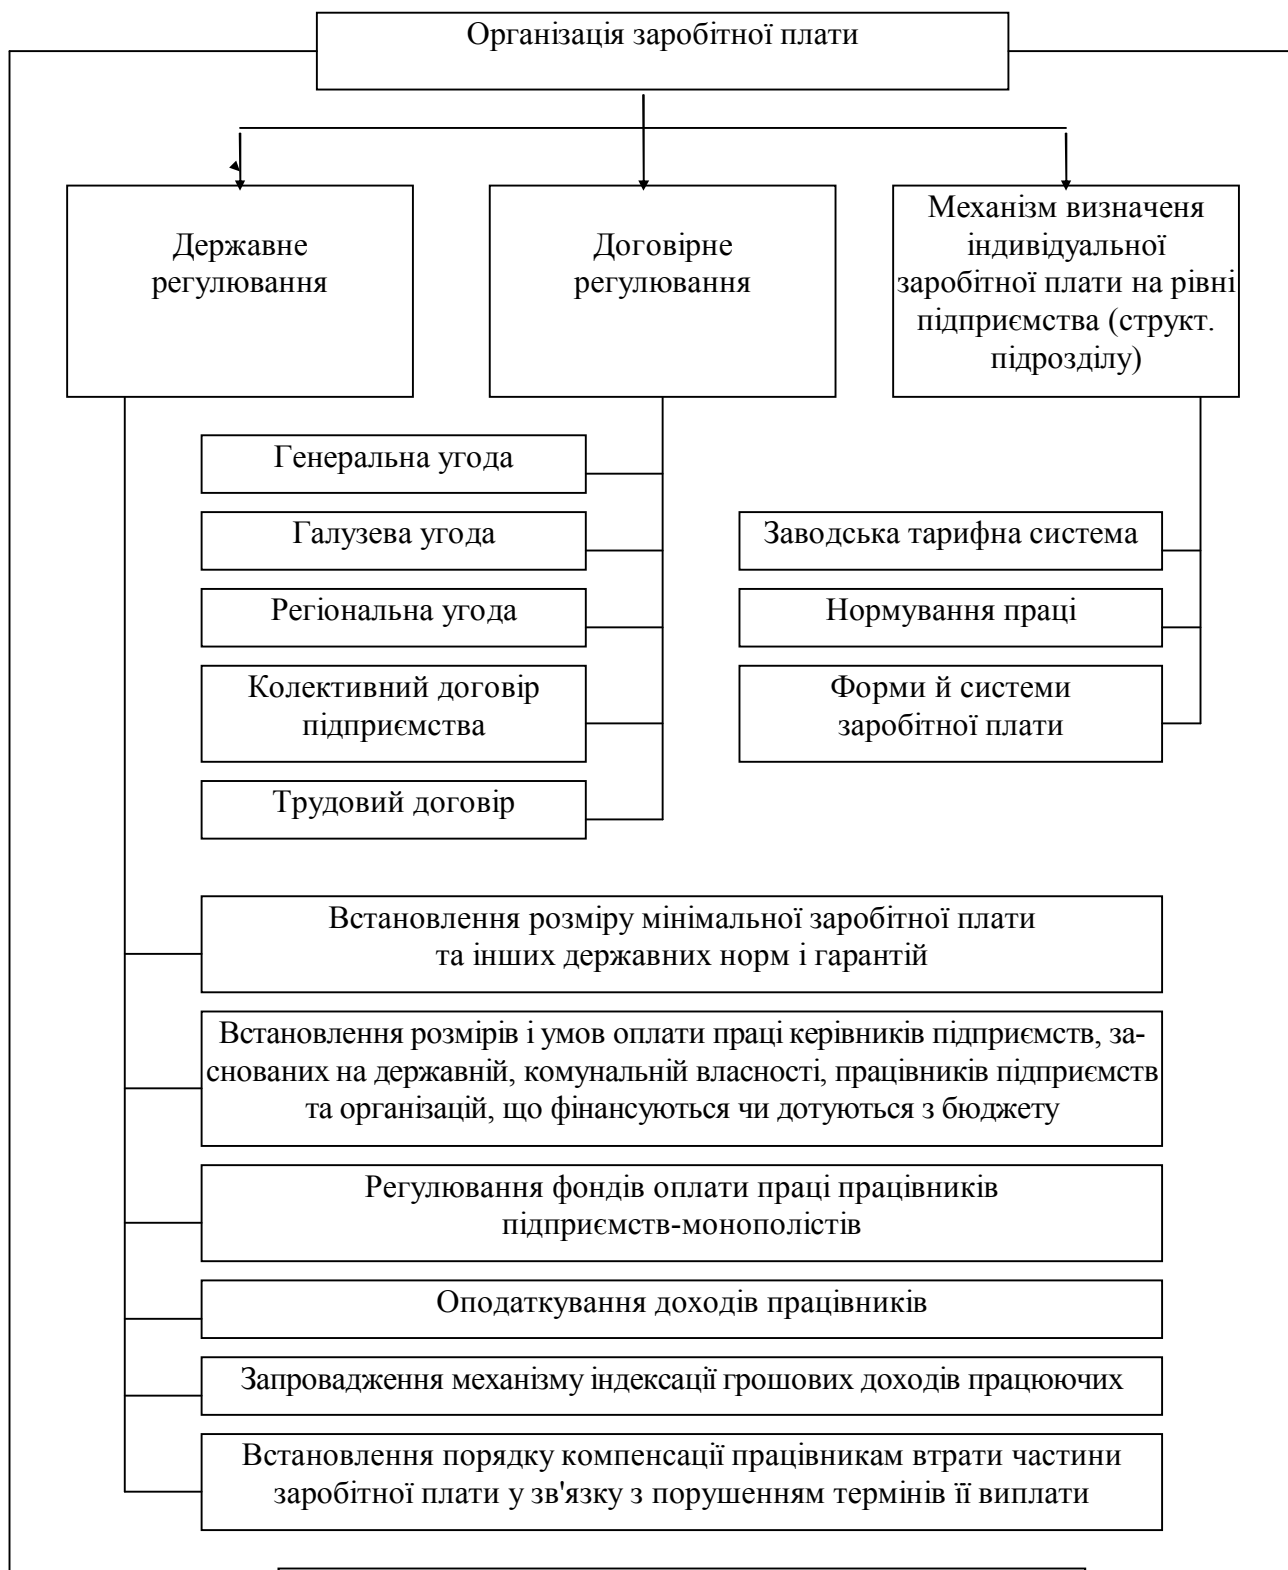 Організація заробітної плати
Державне
регулювання
Договірне
регулювання
Механізм визначеня
індивідуальної
заробітної плати на рівні
підприємства (структ.
підрозділу)
Генеральна угода
Галузева угода
Регіональна угода
Колективний договір
підприємства
Трудовий договір
Заводська тарифна система
Нормування праці
Форми й системи
заробітної плати
Встановлення розміру мінімальної заробітної плати
та інших державних норм і гарантій
Встановлення розмірів і умов оплати праці керівників підприємств, за-
снованих на державній, комунальній власності, працівників підприємств
та організацій, що фінансуються чи дотуються з бюджету
Регулювання фондів оплати праці працівників
підприємств-монополістів
Оподаткування доходів працівників
Запровадження механізму індексації грошових доходів працюючих
Встановлення порядку компенсації працівникам втрати частини
заробітної плати у зв'язку з порушенням термінів її виплати